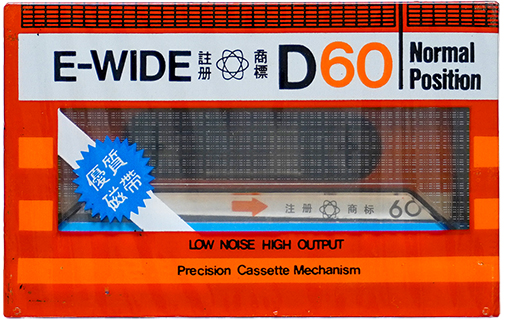 E-WIDE 註册 商標 D60 Normal Position
優質磁帶
注册 商标 60
LOW NOISE HIGH OUTPUT
Precision Cassette Mechanism